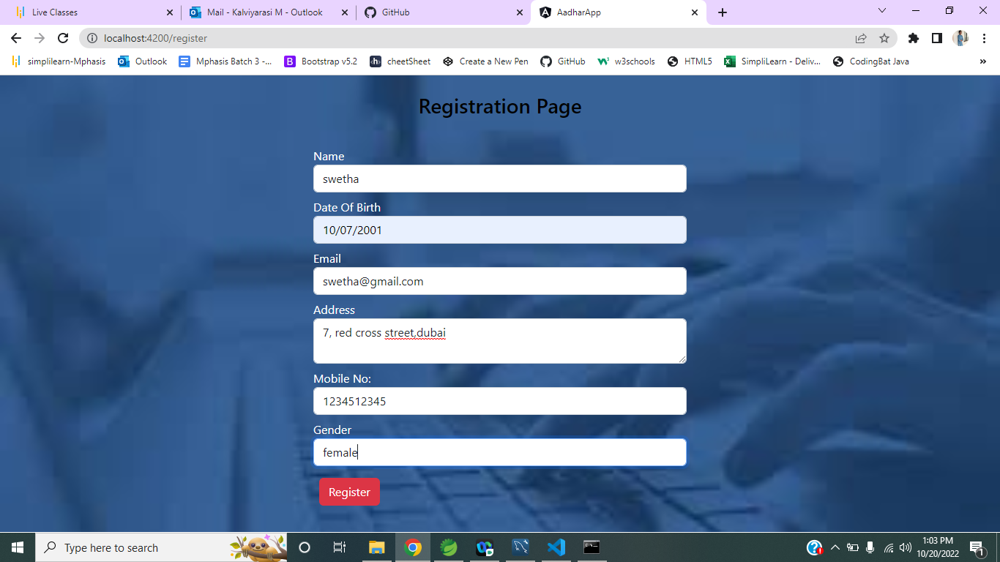 Live Classes
Mail - Kalviyarasi M - Outlook
GitHub
AadharApp
localhost:4200/register
simplilearn-Mphasis
Outlook
Mphasis Batch 3 -...
Bootstrap v5.2
cheetSheet
Create a New Pen
GitHub
w3schools
HTML5
SimpliLearn - Deliv...
CodingBat Java
Registration Page
Name
swetha
Date Of Birth
10/07/2001
Email
swetha@gmail.com
Address
7, red cross street,dubai
Mobile No:
1234512345
Gender
female
Register
Type here to search
1:03 PM
10/20/2022
1